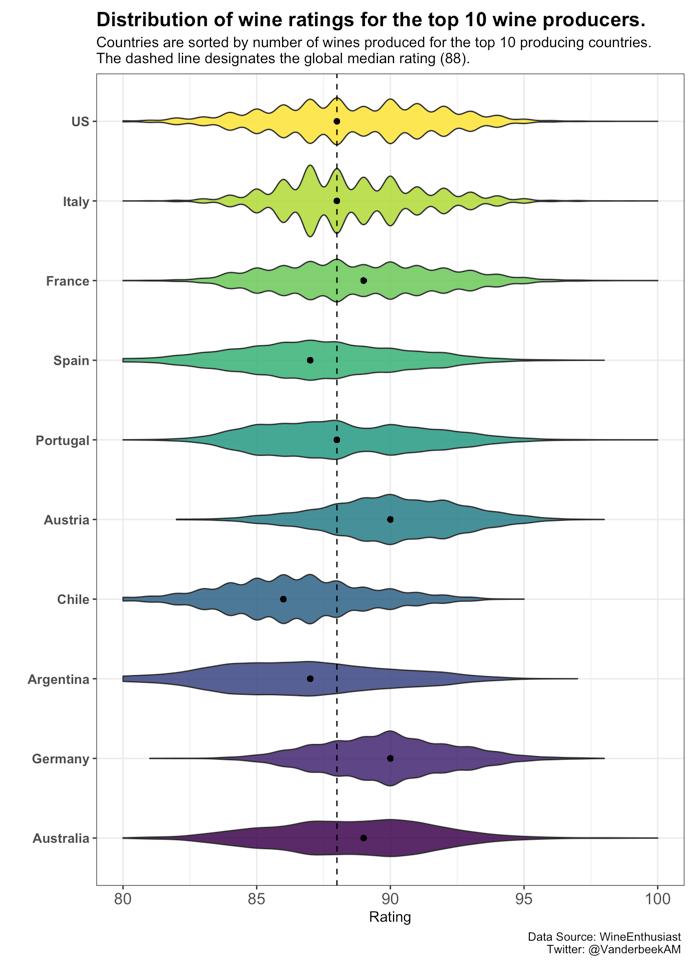 Distribution of wine ratings for the top 10 wine producers.
Countries are sorted by number of wines produced for the top 10 producing countries.
The dashed line designates the global median rating (88).
US
Italy
France
Spain
Portugal
Austria
Chile
Argentina
Germany
Australia
80 85 90 95 100
Rating
Data Source: WineEnthusiast
Twitter: @VanderbeekAM